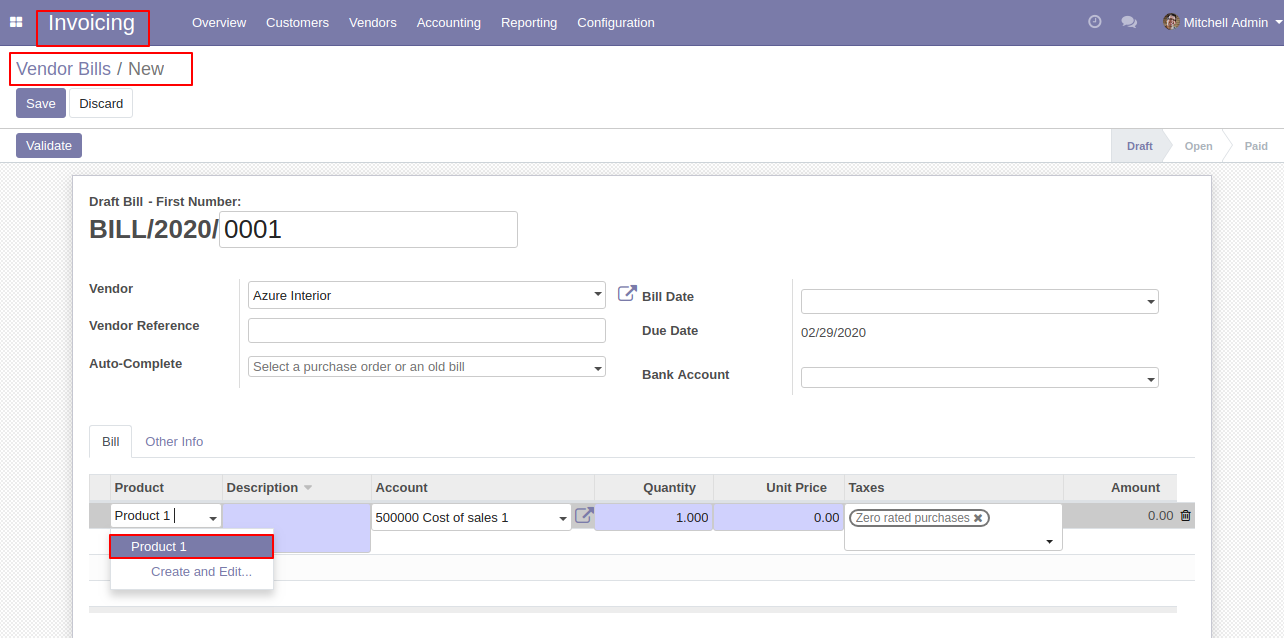 Invoicing Overview Customers Vendors Accounting Reporting Configuration Mitchell Admin
Vendor Bills / New
Save Discard
Validate Draft Open Paid
Draft Bill - First Number:
BILL/2020/ 0001
Vendor Azure Interior Bill Date
Vendor Reference Due Date 02/29/2020
Auto-Complete Select a purchase order or an old bill Bank Account
Bill Other Info
Product Description Account Quantity Unit Price Taxes Amount
Product 1 500000 Cost of sales 1 1.000 0.00 Zero rated purchases ✖ 0.00
Product 1
Create and Edit...